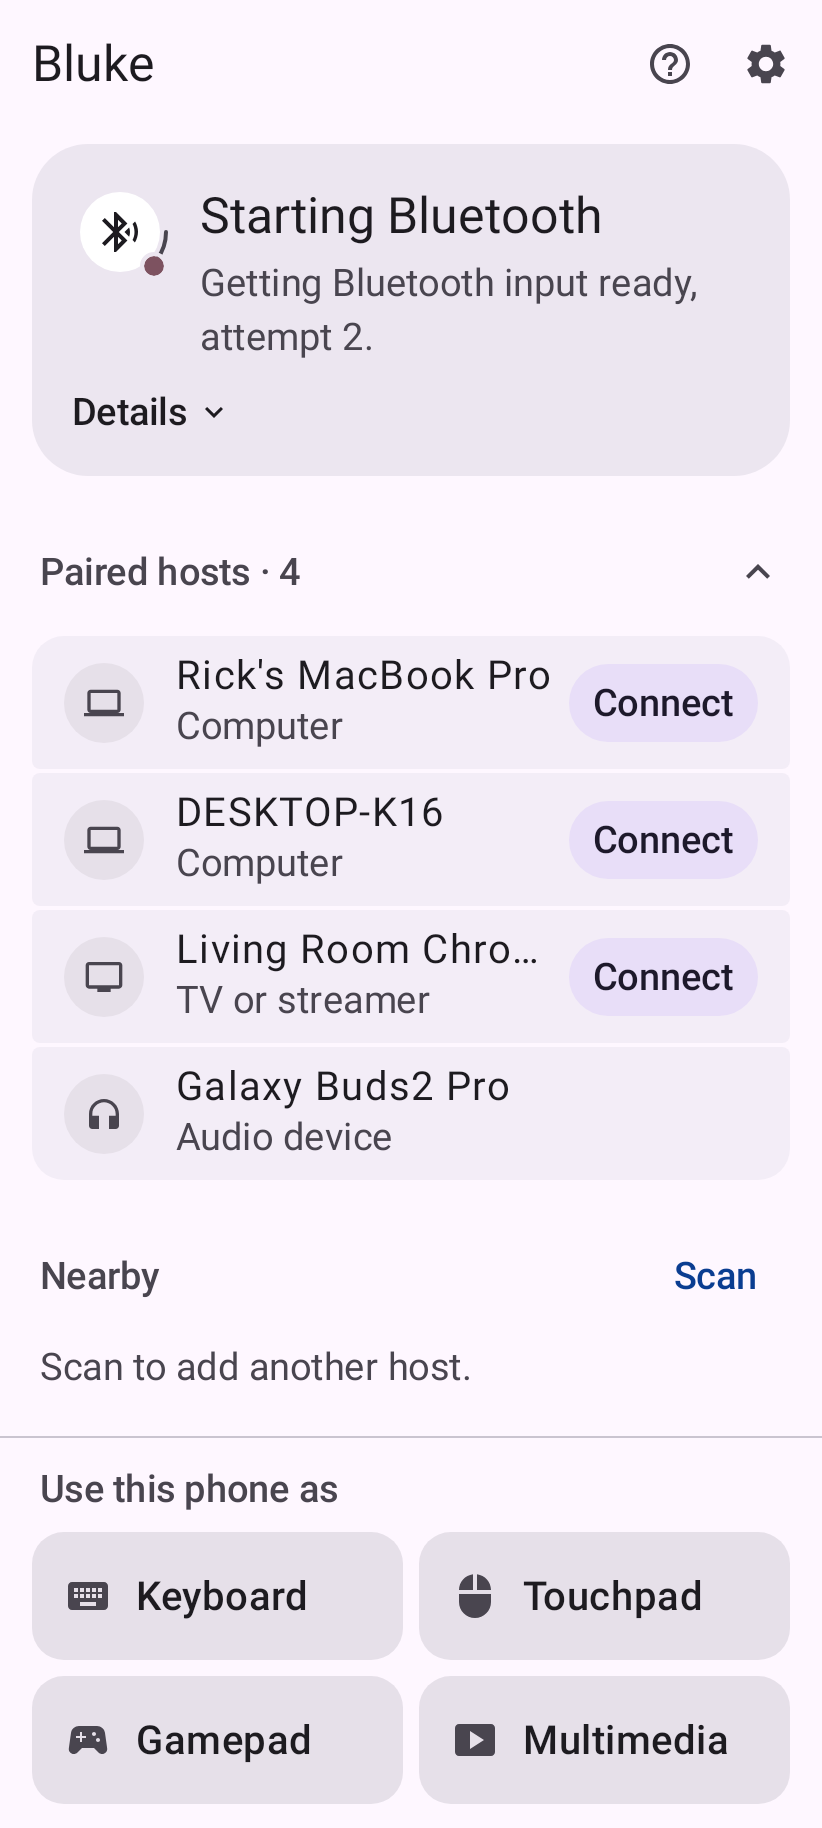 Bluke
Starting Bluetooth
Getting Bluetooth input ready,
attempt 2.
Details
Paired hosts · 4
Rick's MacBook Pro
Computer
Connect
DESKTOP-K16
Computer
Connect
Living Room Chro…
TV or streamer
Connect
Galaxy Buds2 Pro
Audio device
Nearby
Scan
Scan to add another host.
Use this phone as
Keyboard
Touchpad
Gamepad
Multimedia